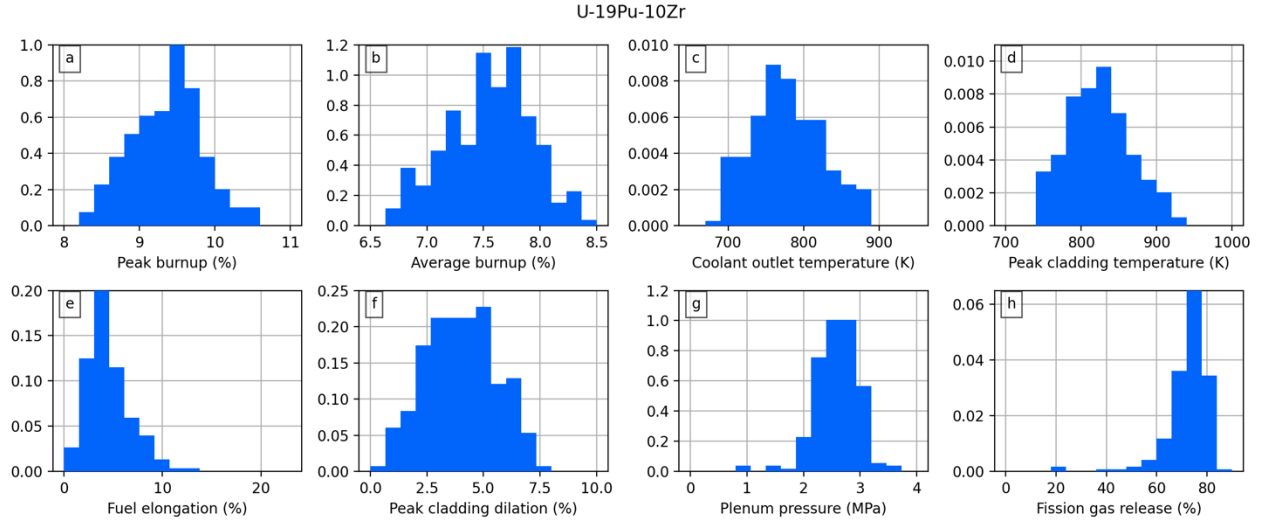 U-19Pu-10Zr
a
1.0
0.8
0.6
0.4
0.2
0.0
8 9 10 11
Peak burnup (%)
b
1.2
1.0
0.8
0.6
0.4
0.2
0.0
6.5 7.0 7.5 8.0 8.5
Average burnup (%)
c
0.010
0.008
0.006
0.004
0.002
0.000
700 800 900
Coolant outlet temperature (K)
d
0.010
0.008
0.006
0.004
0.002
0.000
700 800 900 1000
Peak cladding temperature (K)
e
0.20
0.15
0.10
0.05
0.00
0 10 20
Fuel elongation (%)
f
0.25
0.20
0.15
0.10
0.05
0.00
0.0 2.5 5.0 7.5 10.0
Peak cladding dilation (%)
g
1.2
1.0
0.8
0.6
0.4
0.2
0.0
0 1 2 3 4
Plenum pressure (MPa)
h
0.06
0.04
0.02
0.00
0 20 40 60 80
Fission gas release (%)